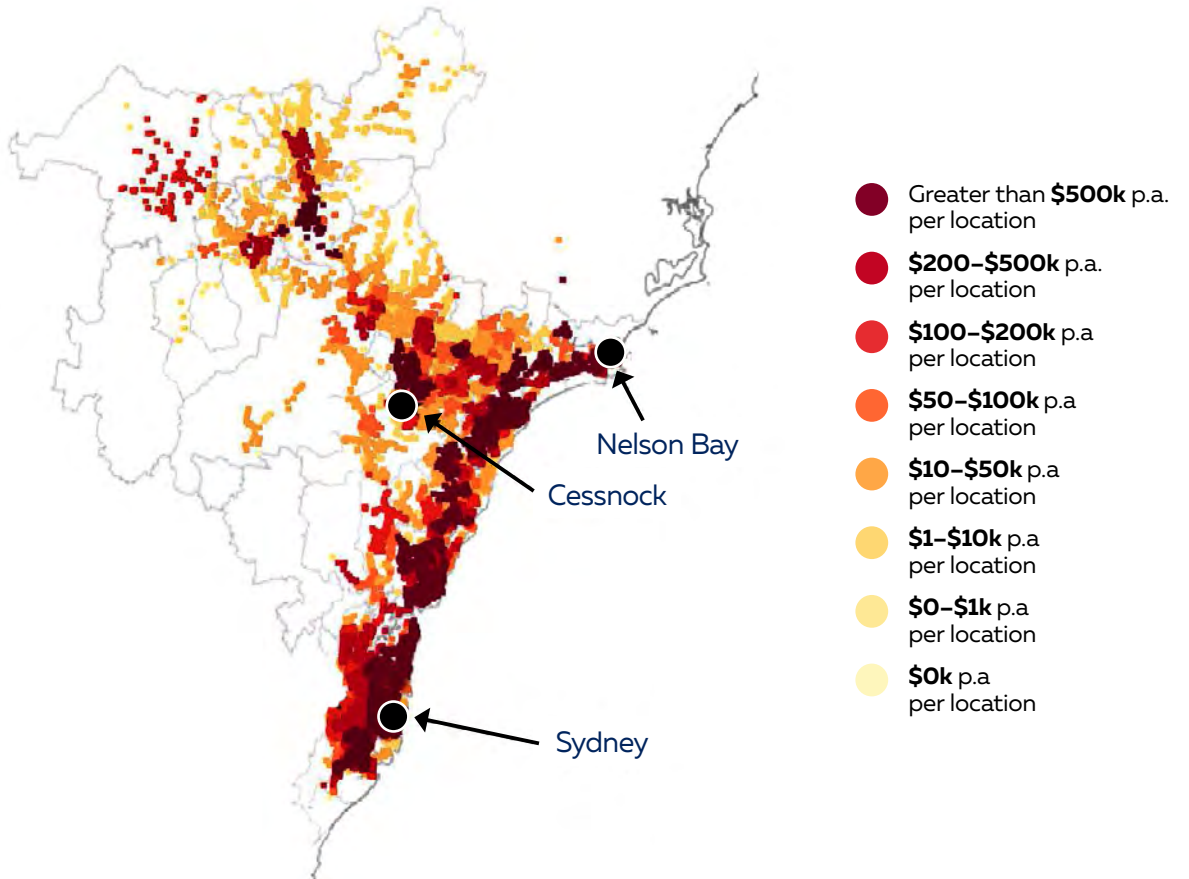 Greater than $500k p.a.
per location
$200–$500k p.a.
per location
$100–$200k p.a
per location
$50–$100k p.a
per location
$10–$50k p.a
per location
$1–$10k p.a
per location
$0–$1k p.a
per location
$0k p.a
per location
Nelson Bay
Cessnock
Sydney